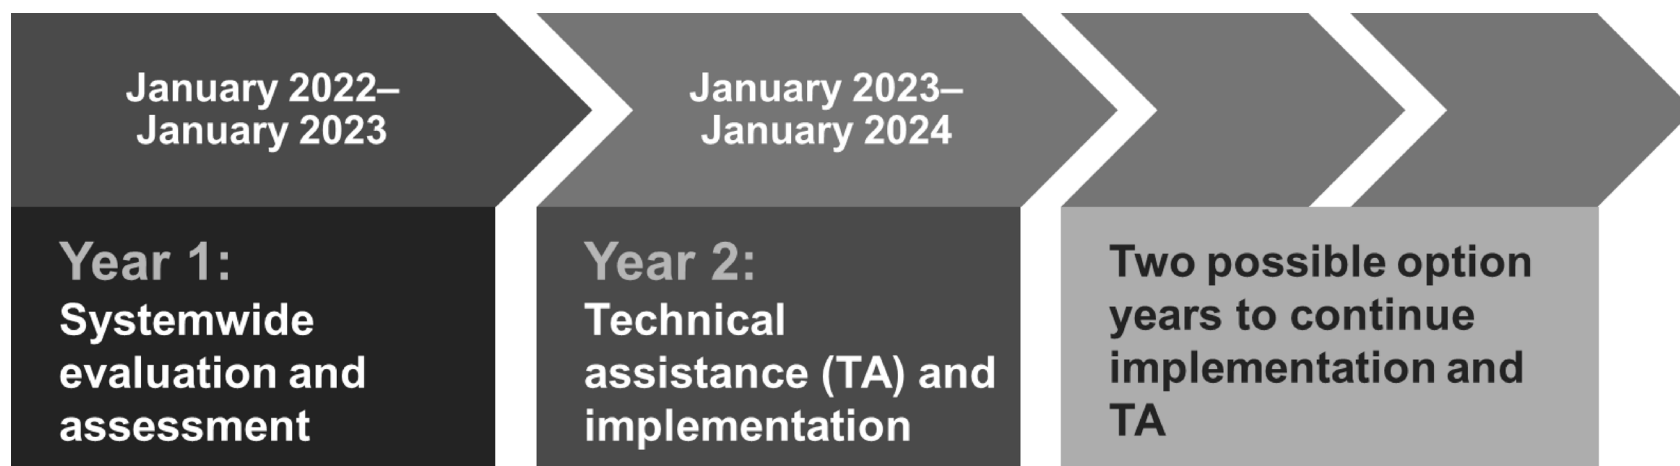 January 2022–
January 2023
January 2023–
January 2024
Year 1:
Systemwide
evaluation and
assessment
Year 2:
Technical
assistance (TA) and
implementation
Two possible option
years to continue
implementation and
TA